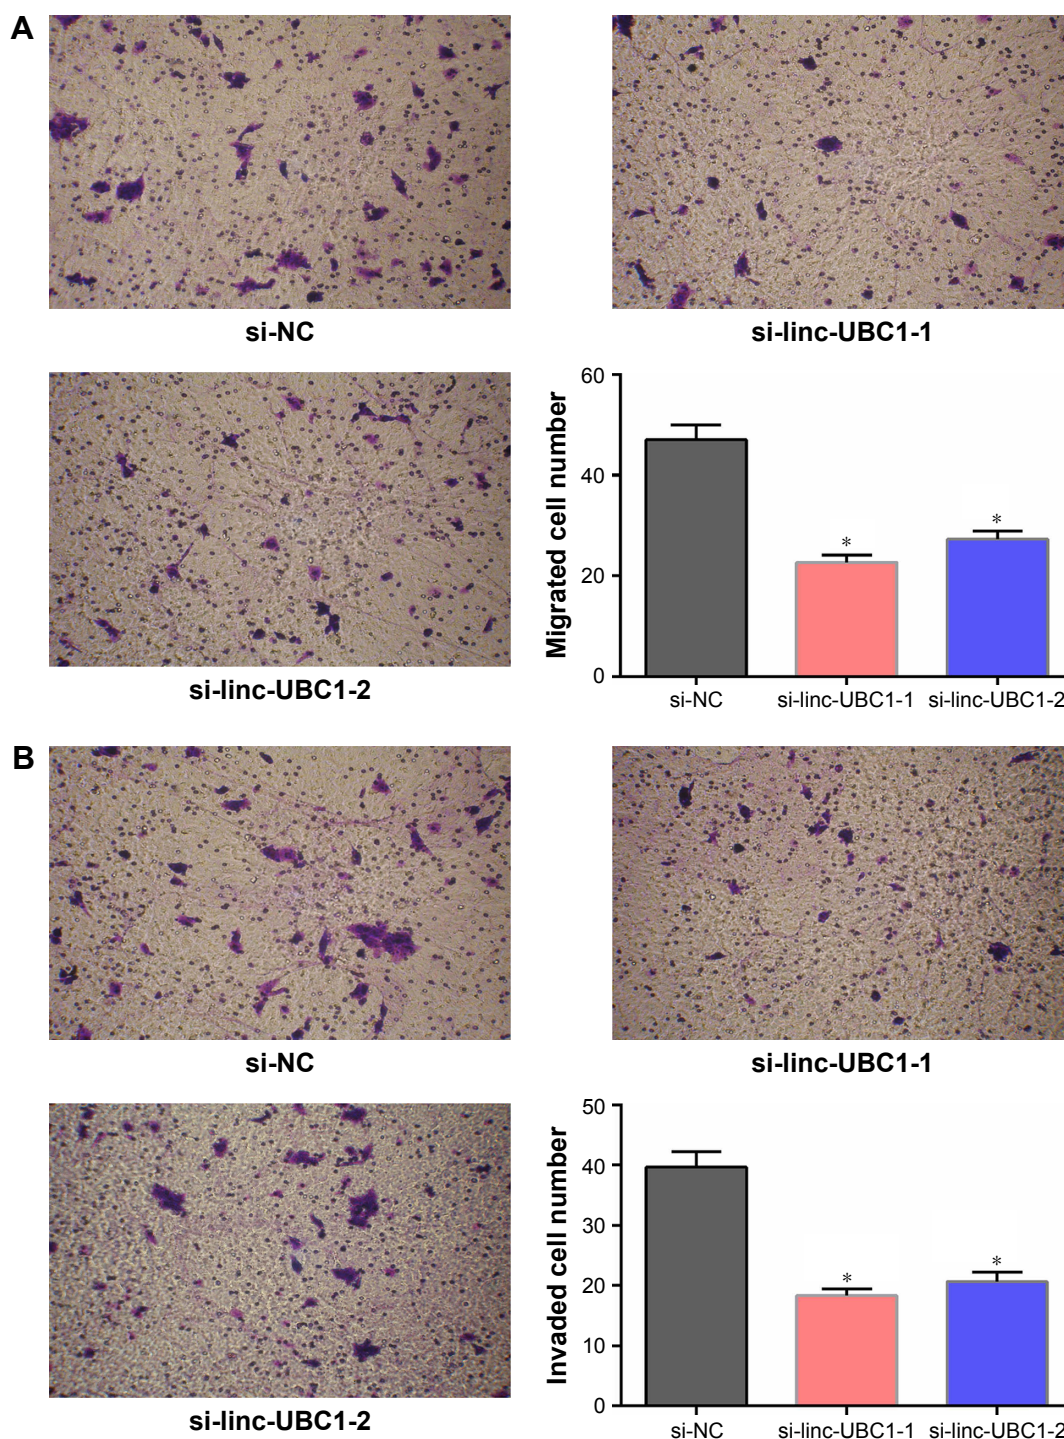 A
si-NC
si-linc-UBC1-1
si-linc-UBC1-2
Migrated cell number
60
40
20
0
*
*
si-NC
si-linc-UBC1-1
si-linc-UBC1-2
B
si-NC
si-linc-UBC1-1
si-linc-UBC1-2
Invaded cell number
50
40
30
20
10
0
*
*
si-NC
si-linc-UBC1-1
si-linc-UBC1-2